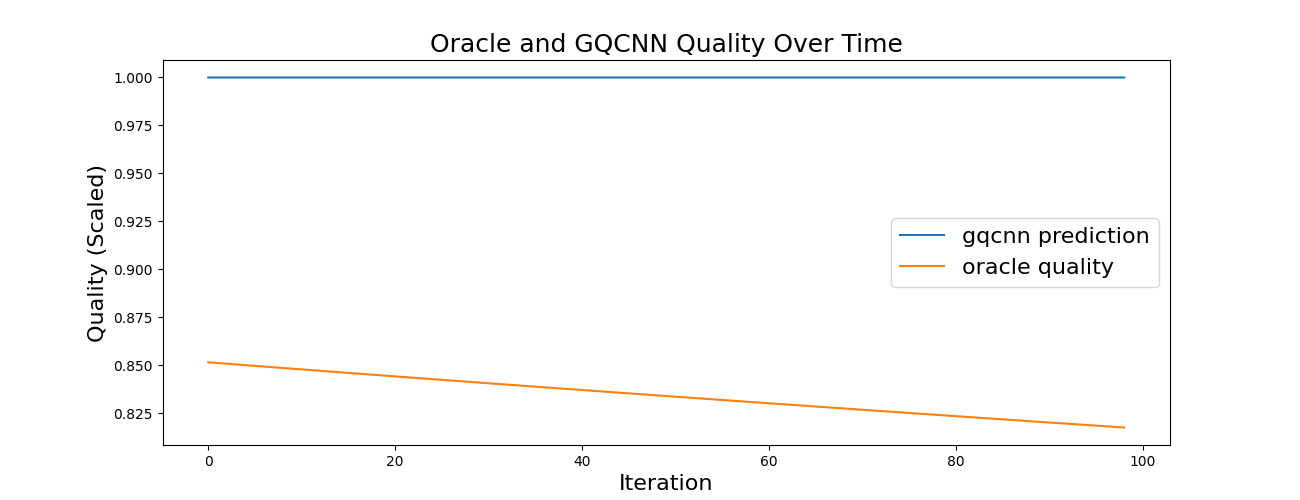 Oracle and GQCNN Quality Over Time
Quality (Scaled)
1.000
0.975
0.950
0.925
0.900
0.875
0.850
0.825
gqcnn prediction
oracle quality
0 20 40 60 80 100
Iteration